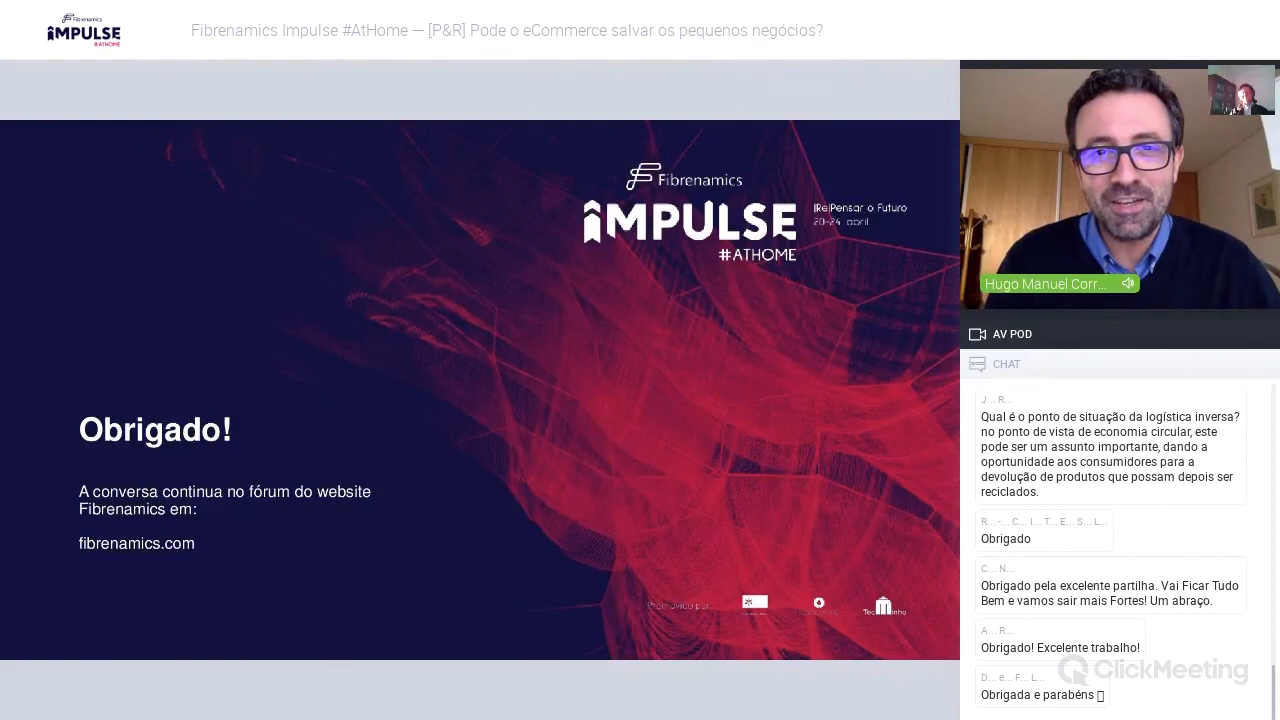 Fibrenamics
IMPULSE
#ATHOME
Fibrenamics Impulse #AtHome — [P&R] Pode o eCommerce salvar os pequenos negócios?
Fibrenamics
IMPULSE
#ATHOME
|Re|Pensar o Futuro
20-24 abril
Obrigado!
A conversa continua no fórum do website
Fibrenamics em:
fibrenamics.com
Promovido por:
TecMinho
Hugo Manuel Corr...
AV POD
CHAT
J... R...
Qual é o ponto de situação da logística inversa?
no ponto de vista de economia circular, este
pode ser um assunto importante, dando a
oportunidade aos consumidores para a
devolução de produtos que possam depois ser
reciclados.
R... -... C... I... T... E... S... L...
Obrigado
C... N...
Obrigado pela excelente partilha. Vai Ficar Tudo
Bem e vamos sair mais Fortes! Um abraço.
A... R...
Obrigado! Excelente trabalho!
ClickMeeting
D... e... F... L...
Obrigada e parabéns